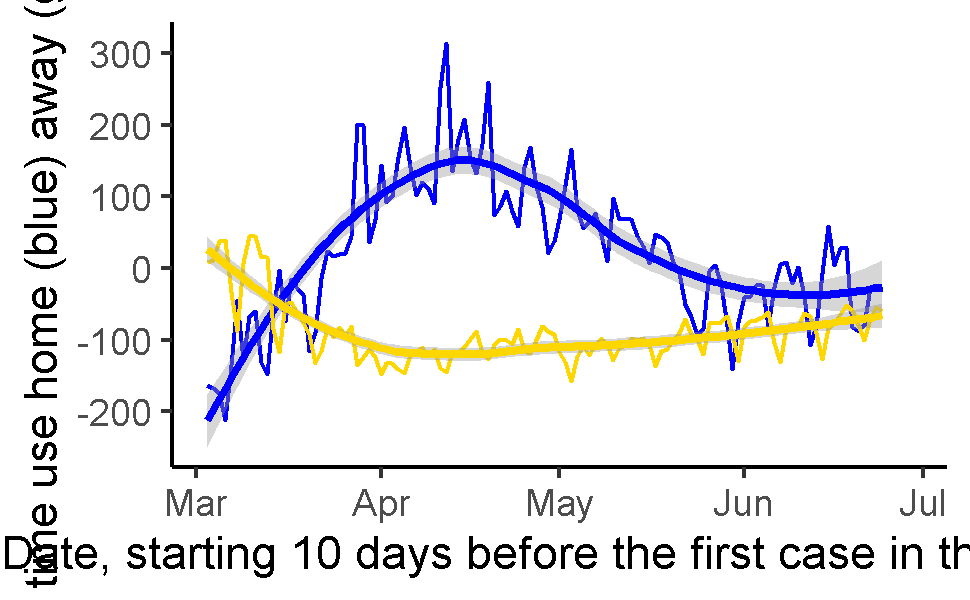 time use home (blue) away (
300
200
100
0
-100
-200
Mar Apr May Jun Jul
Date, starting 10 days before the first case in th